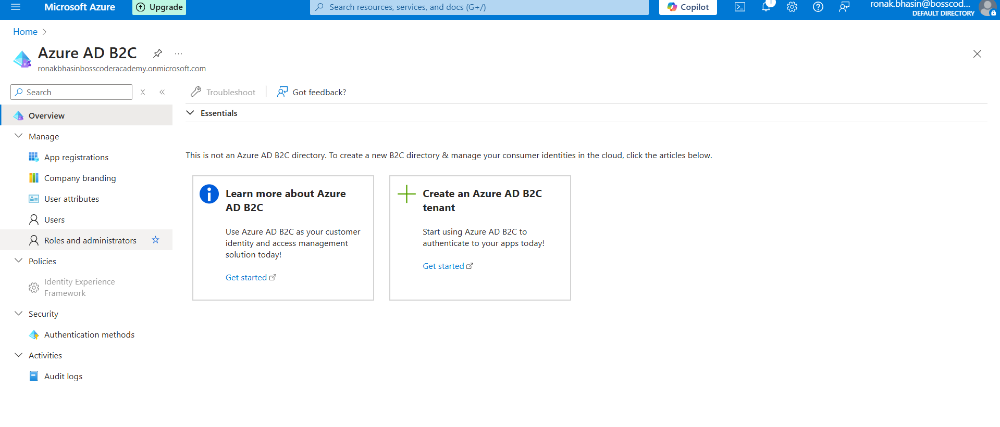 Microsoft Azure
Upgrade
Search resources, services, and docs (G+/)
Copilot
1
ronak.bhasin@bosscod...
DEFAULT DIRECTORY
Home
Azure AD B2C
...
ronakbhasinbosscoderacademy.onmicrosoft.com
Search
Troubleshoot
Got feedback?
Essentials
Overview
Manage
App registrations
Company branding
User attributes
Users
Roles and administrators
Policies
Identity Experience
Framework
Security
Authentication methods
Activities
Audit logs
This is not an Azure AD B2C directory. To create a new B2C directory & manage your consumer identities in the cloud, click the articles below.
Learn more about Azure
AD B2C
Use Azure AD B2C as your customer
identity and access management
solution today!
Get started
Create an Azure AD B2C
tenant
Start using Azure AD B2C to
authenticate to your apps today!
Get started